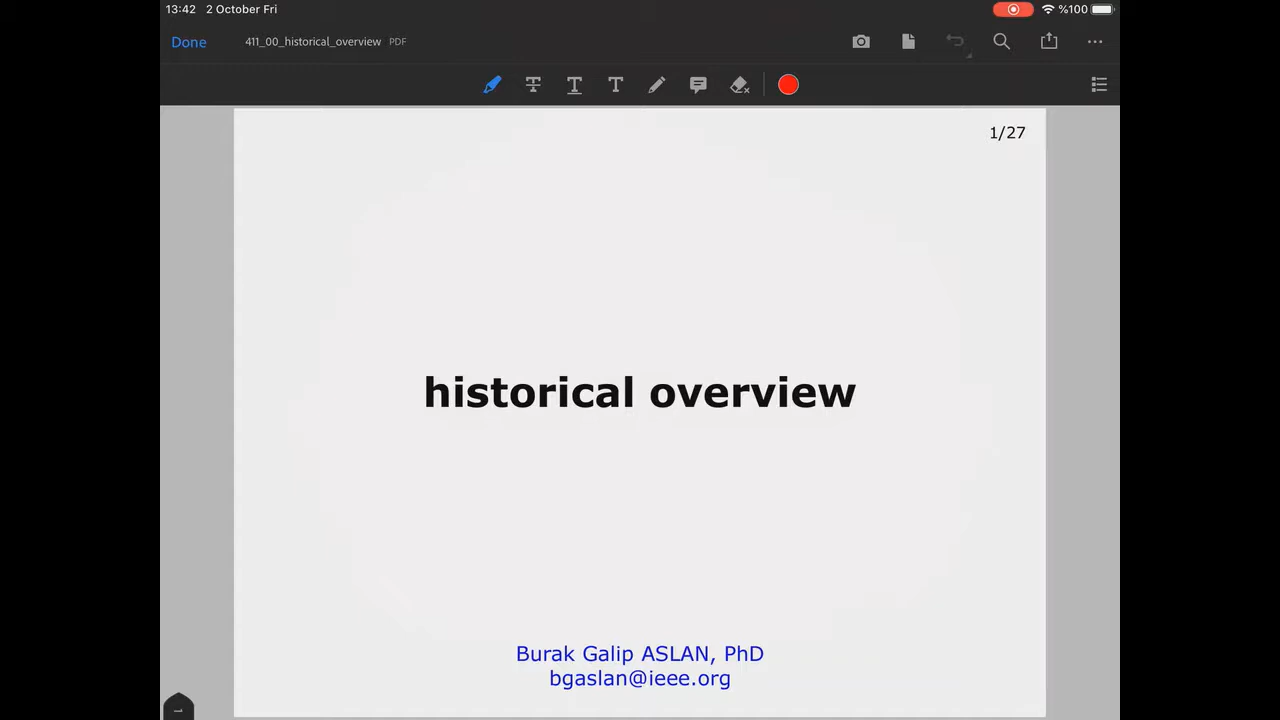 13:42 2 October Fri %100
Done 411_00_historical_overview PDF
1/27
historical overview
Burak Galip ASLAN, PhD
bgaslan@ieee.org